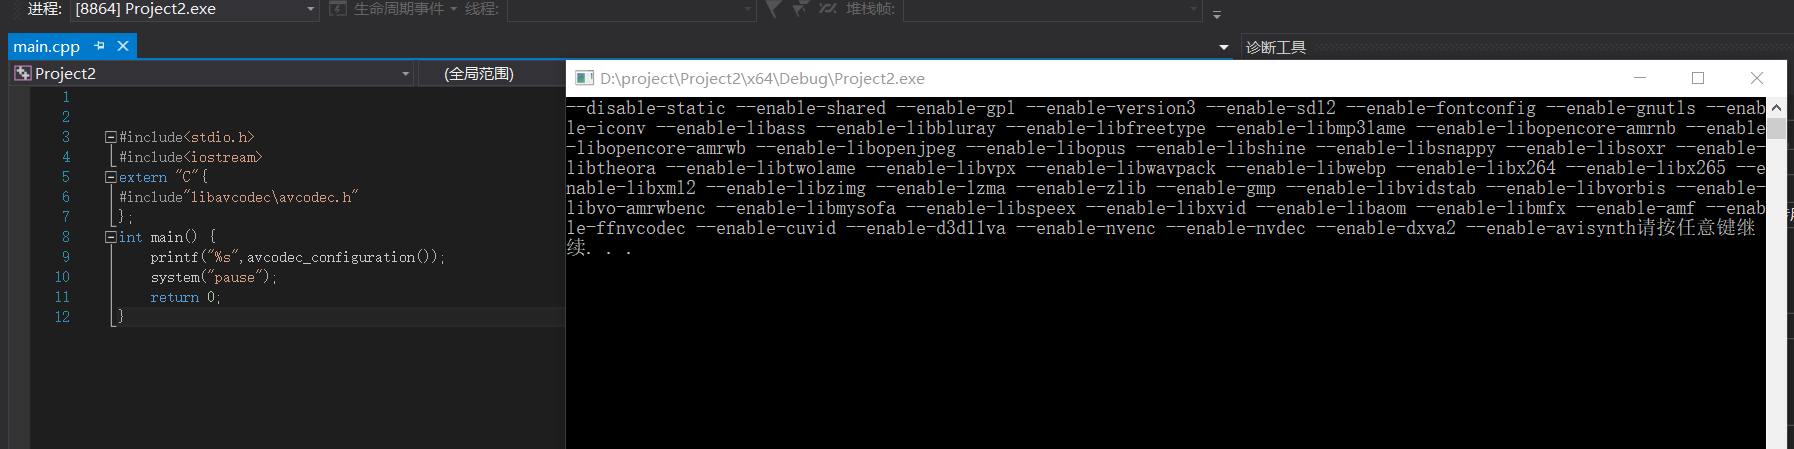 进程: [8864] Project2.exe 生命周期事件 线程: 堆栈帧:
main.cpp 诊断工具
Project2 (全局范围)
1
2
3 #include<stdio.h>
4 #include<iostream>
5 extern "C"{
6 #include"libavcodec\avcodec.h"
7 };
8 int main() {
9 printf("%s",avcodec_configuration());
10 system("pause");
11 return 0;
12 }
D:\project\Project2\x64\Debug\Project2.exe
--disable-static --enable-shared --enable-gpl --enable-version3 --enable-sdl2 --enable-fontconfig --enable-gnutls --enab
le-iconv --enable-libass --enable-libbluray --enable-libfreetype --enable-libmp3lame --enable-libopencore-amrnb --enable
-libopencore-amrwb --enable-libopenjpeg --enable-libopus --enable-libshine --enable-libsnappy --enable-libsoxr --enable-
libtheora --enable-libtwolame --enable-libvpx --enable-libwavpack --enable-libwebp --enable-libx264 --enable-libx265 --e
nable-libxml2 --enable-libzimg --enable-lzma --enable-zlib --enable-gmp --enable-libvidstab --enable-libvorbis --enable-
libvo-amrwbenc --enable-libmysofa --enable-libspeex --enable-libxvid --enable-libaom --enable-libmfx --enable-amf --enab
le-ffnvcodec --enable-cuvid --enable-d3d11va --enable-nvenc --enable-nvdec --enable-dxva2 --enable-avisynth请按任意键继
续. . .